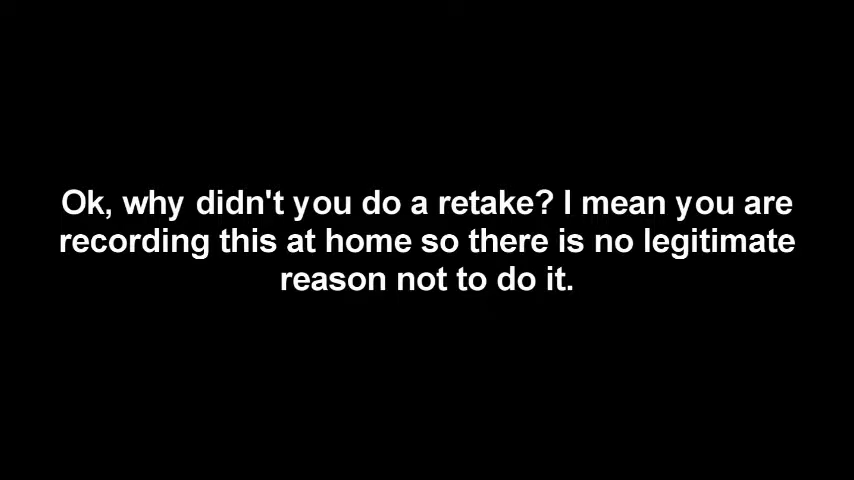 Ok, why didn't you do a retake? I mean you are
recording this at home so there is no legitimate
reason not to do it.